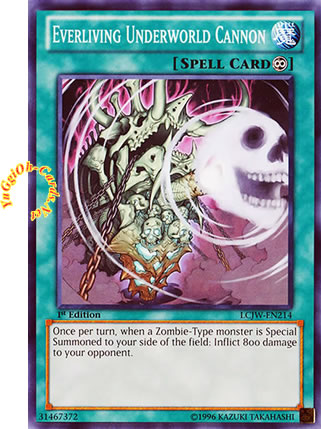 EVERLIVING UNDERWORLD CANNON
[SPELL CARD∞]
YuGgiOh-Cards.Net
1st Edition
LCJW-EN214
Once per turn, when a Zombie-Type monster is Special
Summoned to your side of the field: Inflict 800 damage
to your opponent.
31467372
©1996 KAZUKI TAKAHASHI